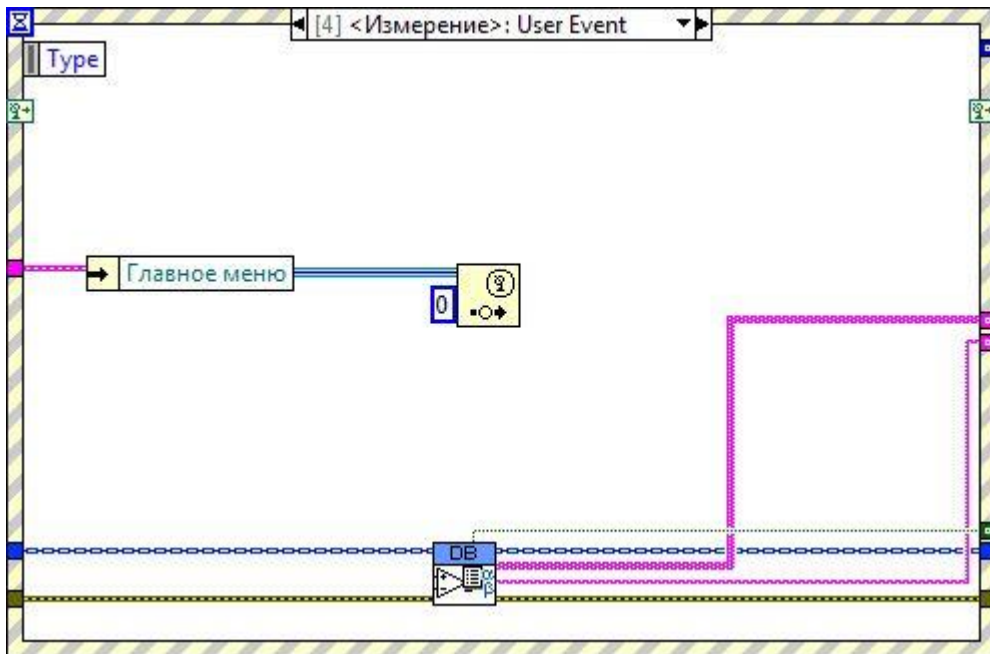 [4] <Измерение>: User Event
Type
Главное меню
0
DB
α
β